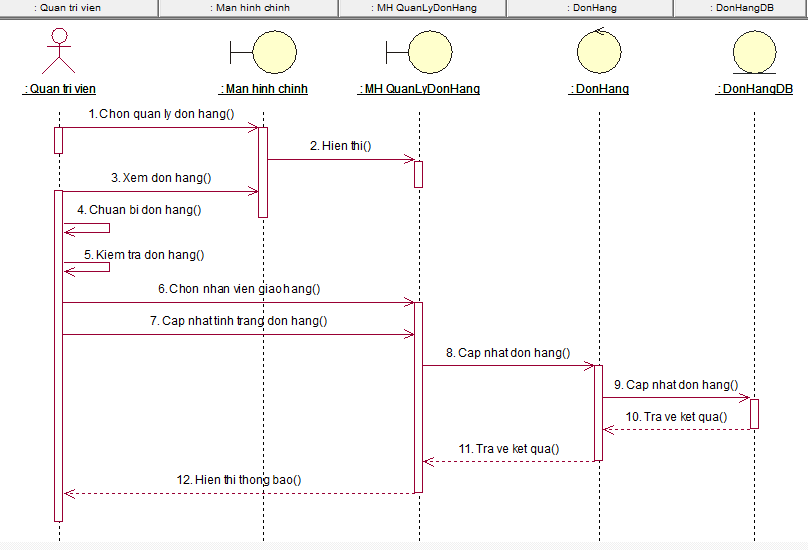 : Quan tri vien
: Man hinh chinh
: MH QuanLyDonHang
: DonHang
: DonHangDB
: Quan tri vien
: Man hinh chinh
: MH QuanLyDonHang
: DonHang
: DonHangDB
1. Chon quan ly don hang()
2. Hien thi()
3. Xem don hang()
4. Chuan bi don hang()
5. Kiem tra don hang()
6. Chon nhan vien giao hang()
7. Cap nhat tinh trang don hang()
8. Cap nhat don hang()
9. Cap nhat don hang()
10. Tra ve ket qua()
11. Tra ve ket qua()
12. Hien thi thong bao()